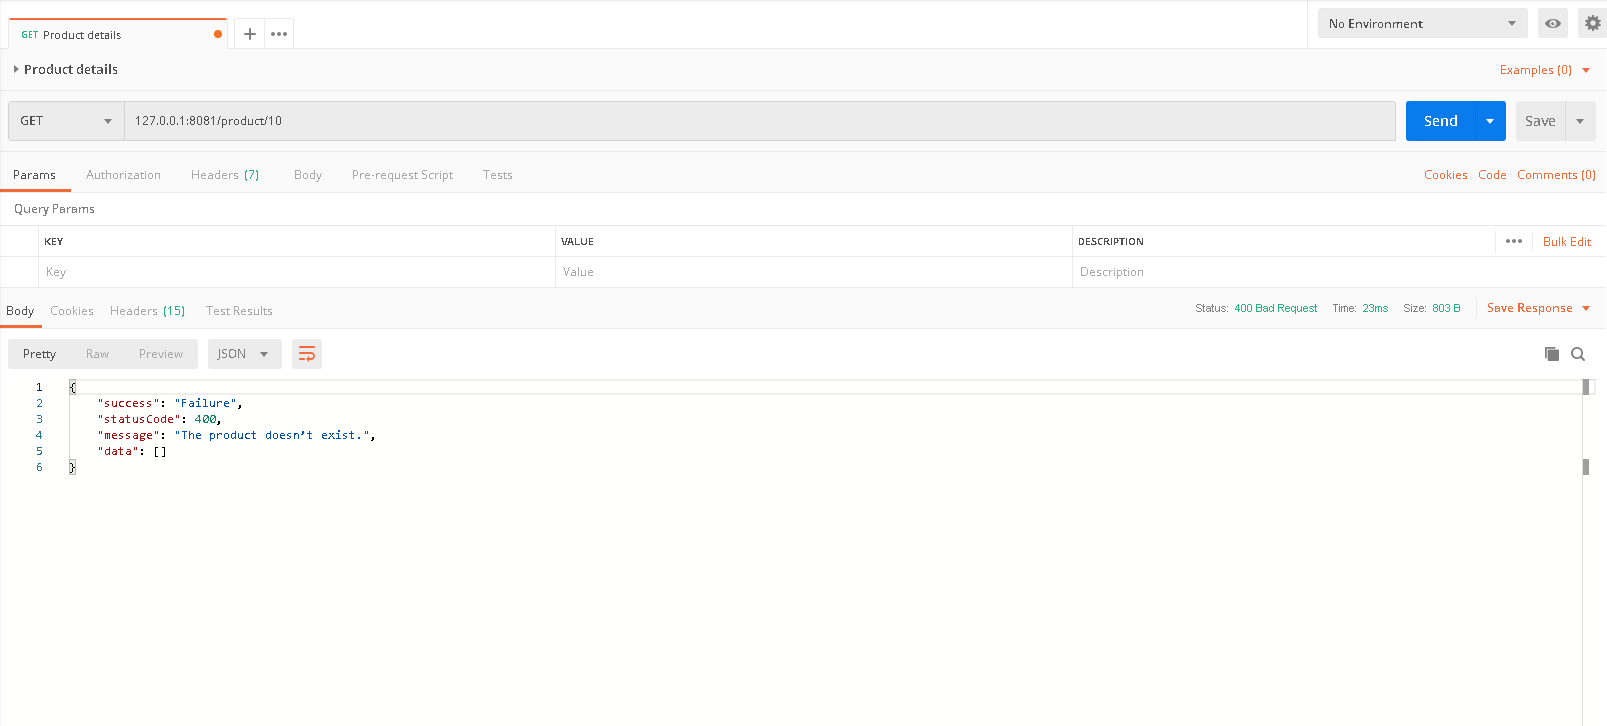 GET Product details
No Environment
Product details
Examples (0)
GET
127.0.0.1:8081/product/10
Send
Save
Params
Authorization
Headers (7)
Body
Pre-request Script
Tests
Cookies
Code
Comments (0)
Query Params
KEY
VALUE
DESCRIPTION
Bulk Edit
Key
Value
Description
Body
Cookies
Headers (15)
Test Results
Status: 400 Bad Request
Time: 23ms
Size: 803 B
Save Response
Pretty
Raw
Preview
JSON
1 {
2 "success": "Failure",
3 "statusCode": 400,
4 "message": "The product doesn't exist.",
5 "data": []
6 }